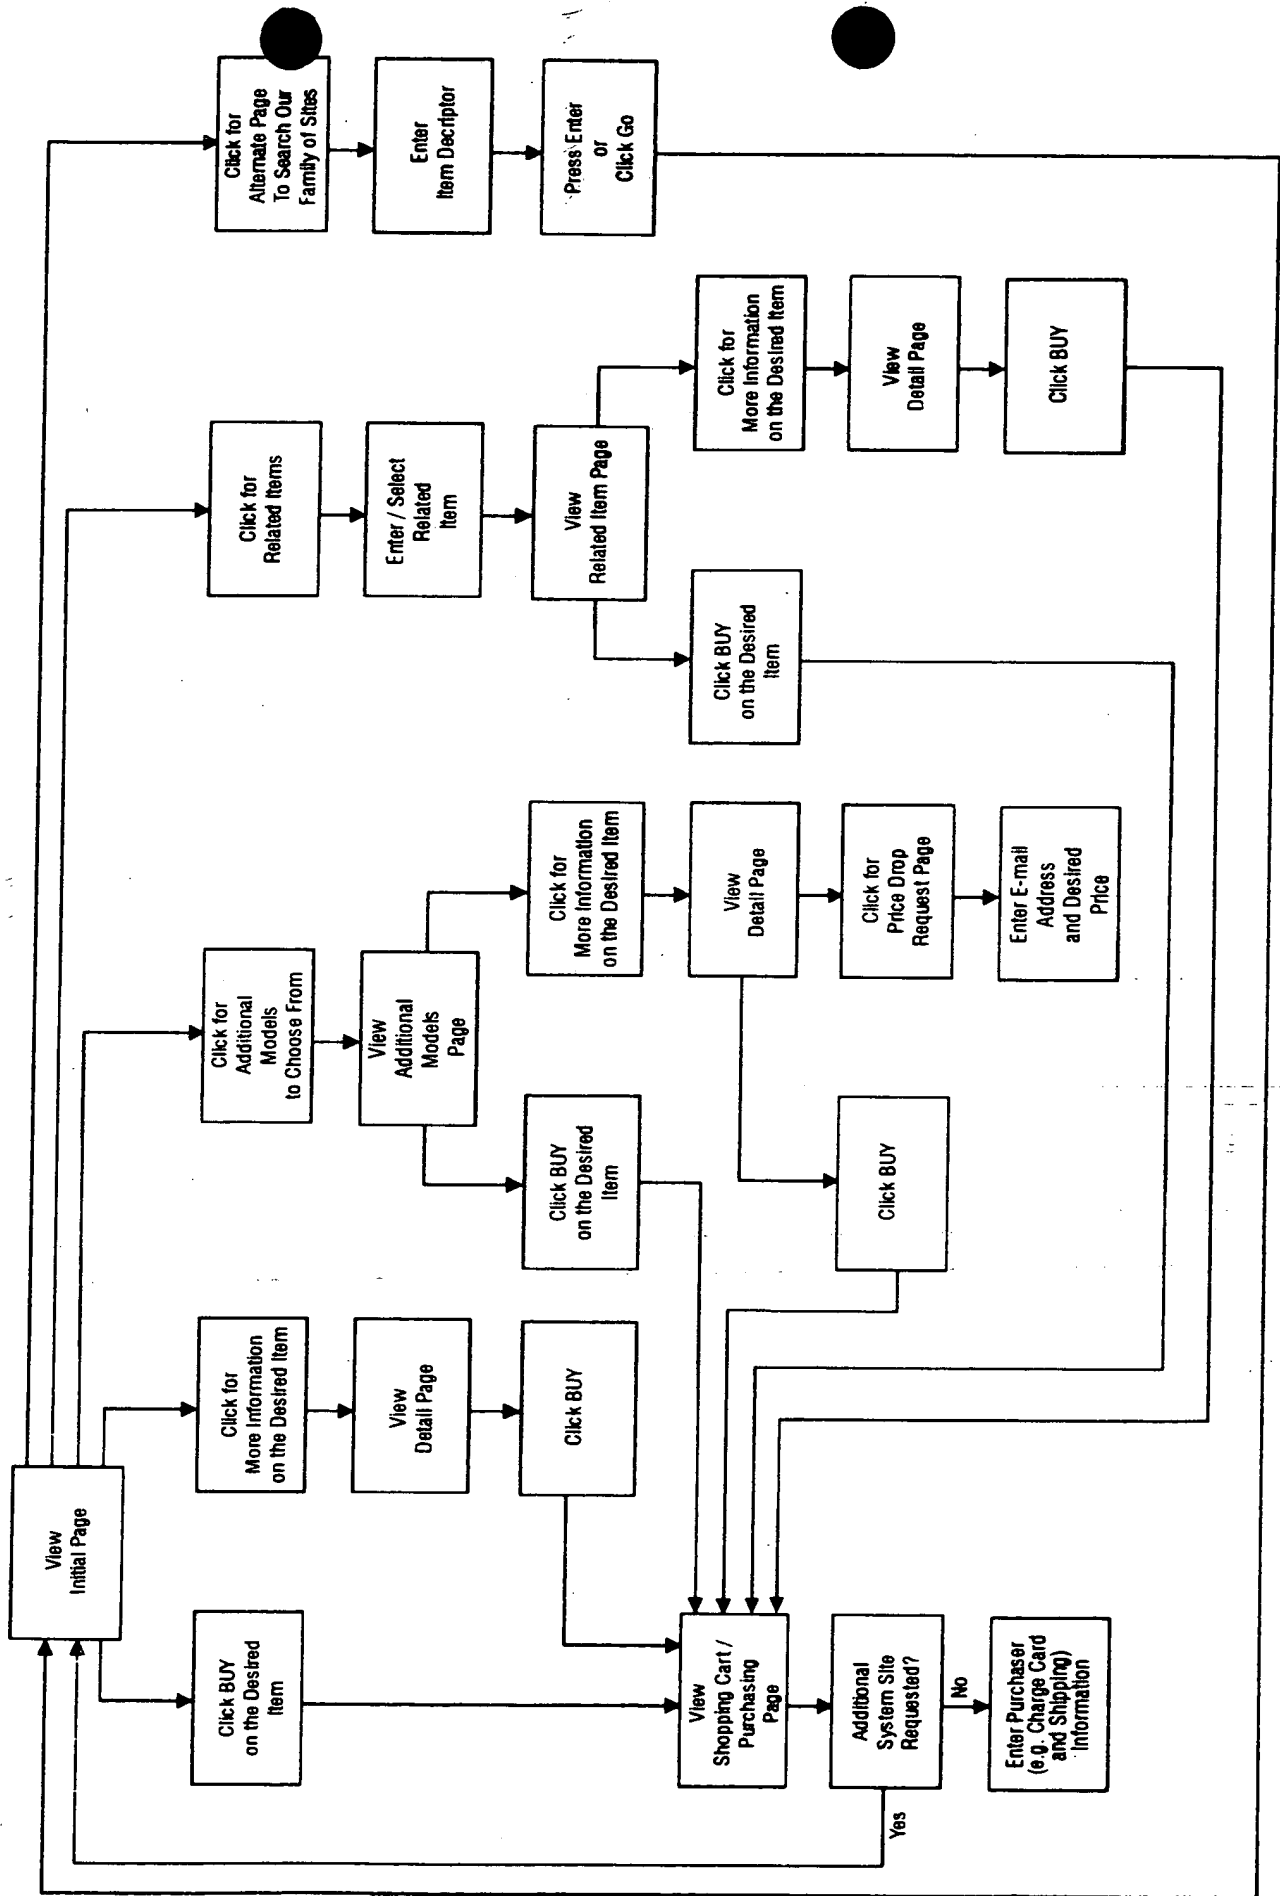 View
Initial Page
Click BUY
on the Desired
Item
Click for
More Information
on the Desired Item
View
Detail Page
Click BUY
Click for
Additional
Models
to Choose From
View
Additional
Models
Page
Click BUY
on the Desired
Item
Click for
More Information
on the Desired Item
View
Detail Page
Click BUY
Click for
Price Drop
Request Page
Enter E-mail
Address
and Desired
Price
Click for
Related Items
Enter / Select
Related
Item
View
Related Item Page
Click BUY
on the Desired
Item
Click for
More Information
on the Desired Item
View
Detail Page
Click BUY
Click for
Alternate Page
To Search Our
Family of Sites
Enter
Item Decriptor
Press Enter
or
Click Go
View
Shopping Cart /
Purchasing
Page
Additional
System Site
Requested?
Yes
No
Enter Purchaser
(e.g. Charge Card
and Shipping)
Information